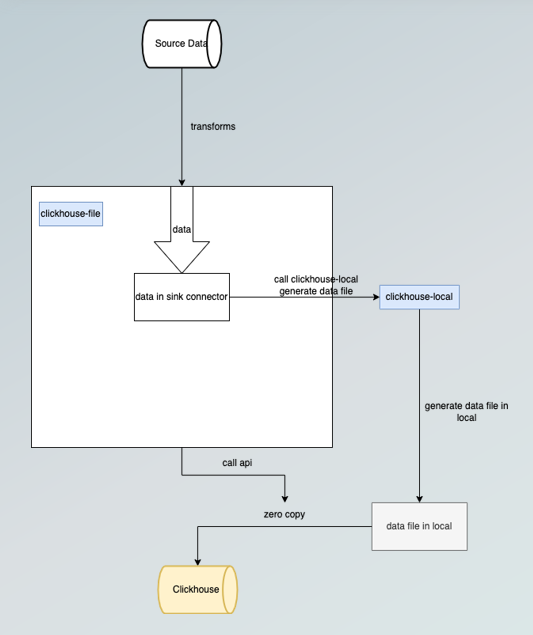 Source Data
transforms
clickhouse-file
data
data in sink connector
call clickhouse-local
generate data file
clickhouse-local
generate data file in
local
call api
zero copy
data file in local
Clickhouse